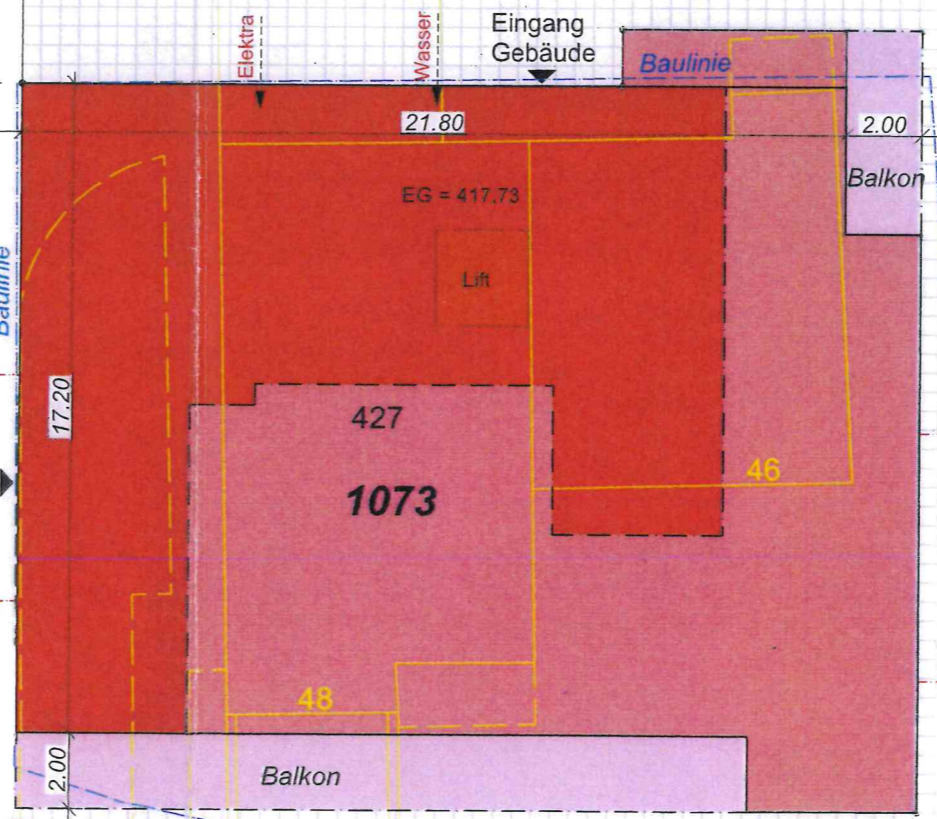 Elektra
Wasser
Eingang
Gebäude
Baulinie
21.80
2.00
Balkon
EG = 417.73
Lift
Baulinie
17.20
427
1073
46
48
2.00
Balkon